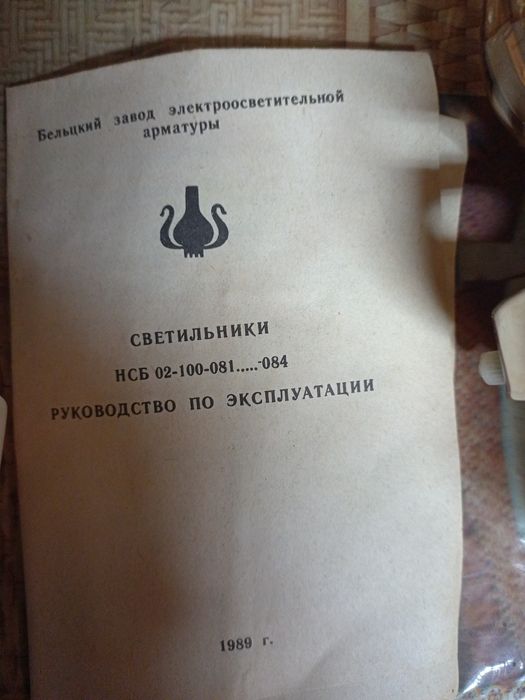 Бельцкий завод электроосветительной
арматуры
СВЕТИЛЬНИКИ
НСБ 02-100-081.....-084
РУКОВОДСТВО ПО ЭКСПЛУАТАЦИИ
1989 г.